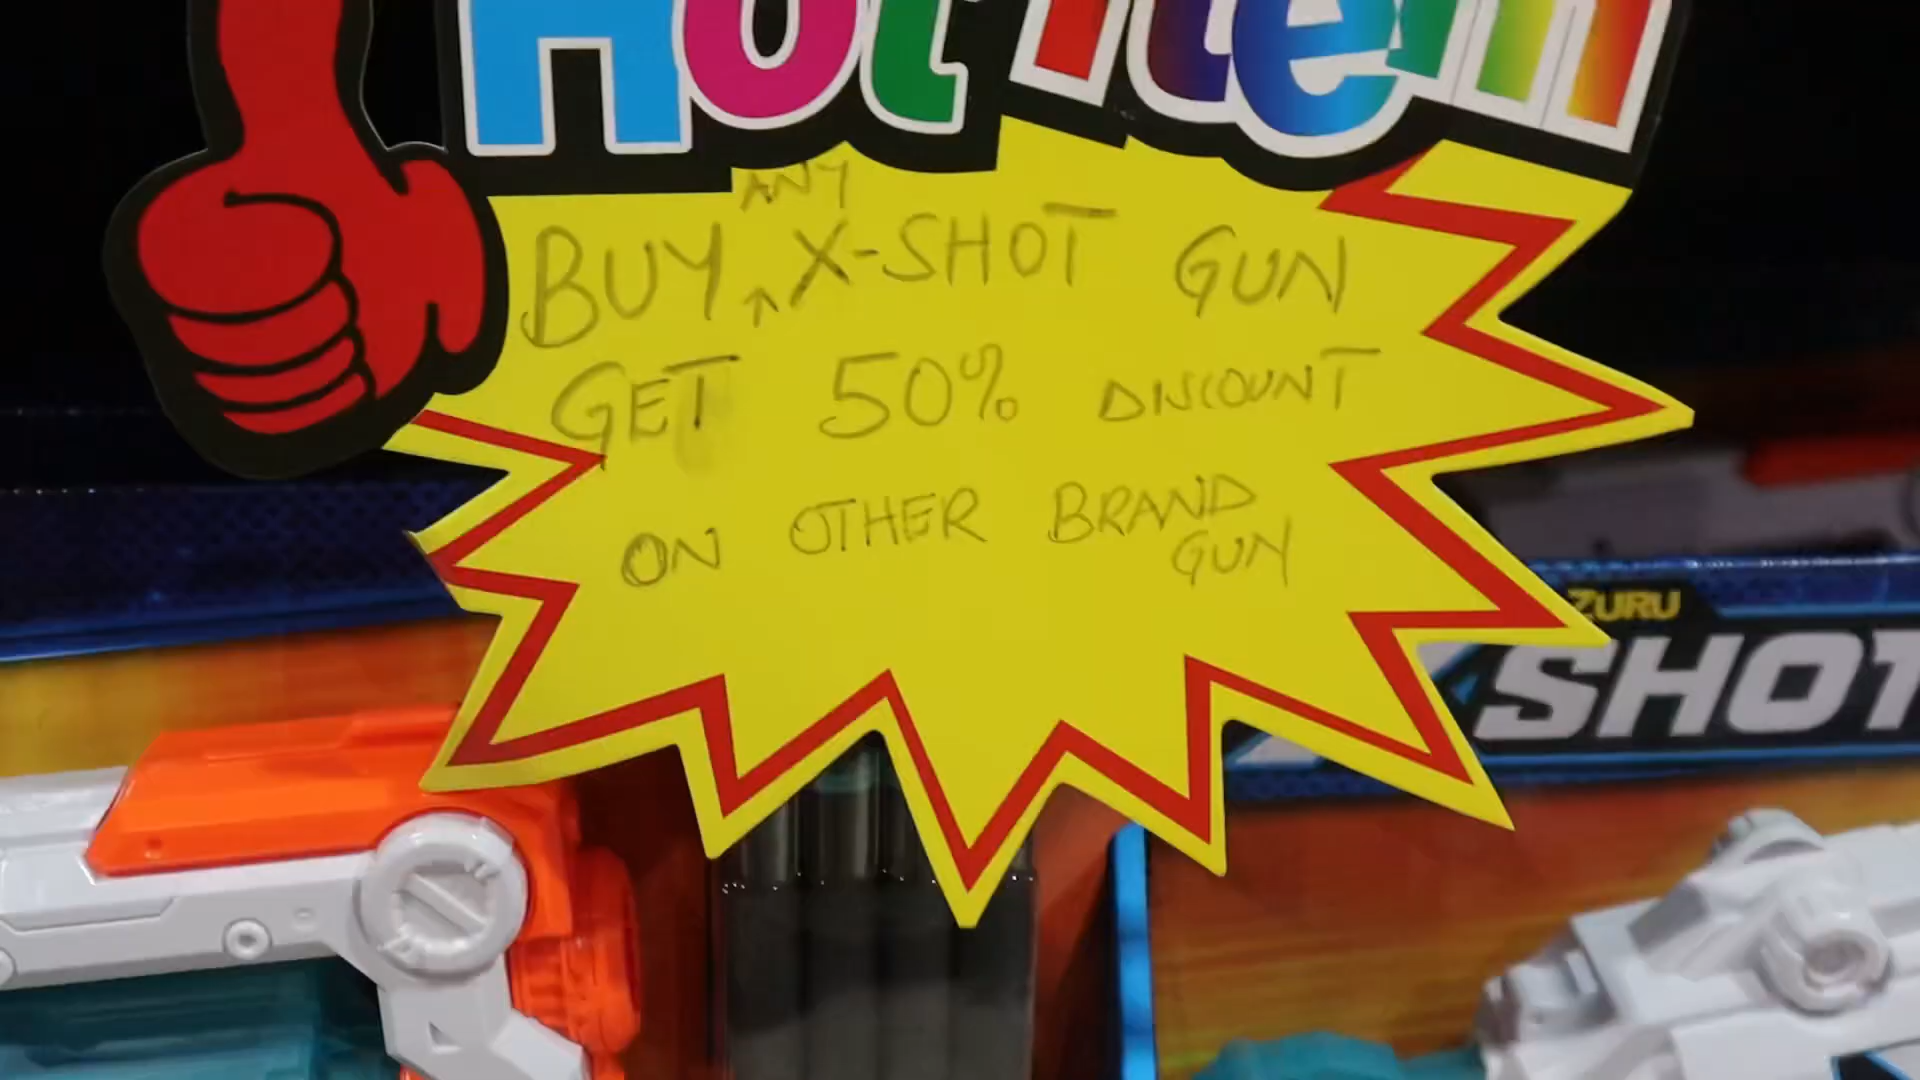 Hot Item
BUY ANY X-SHOT GUN
GET 50% DISCOUNT
ON OTHER BRAND
GUN
ZURU
SHOT